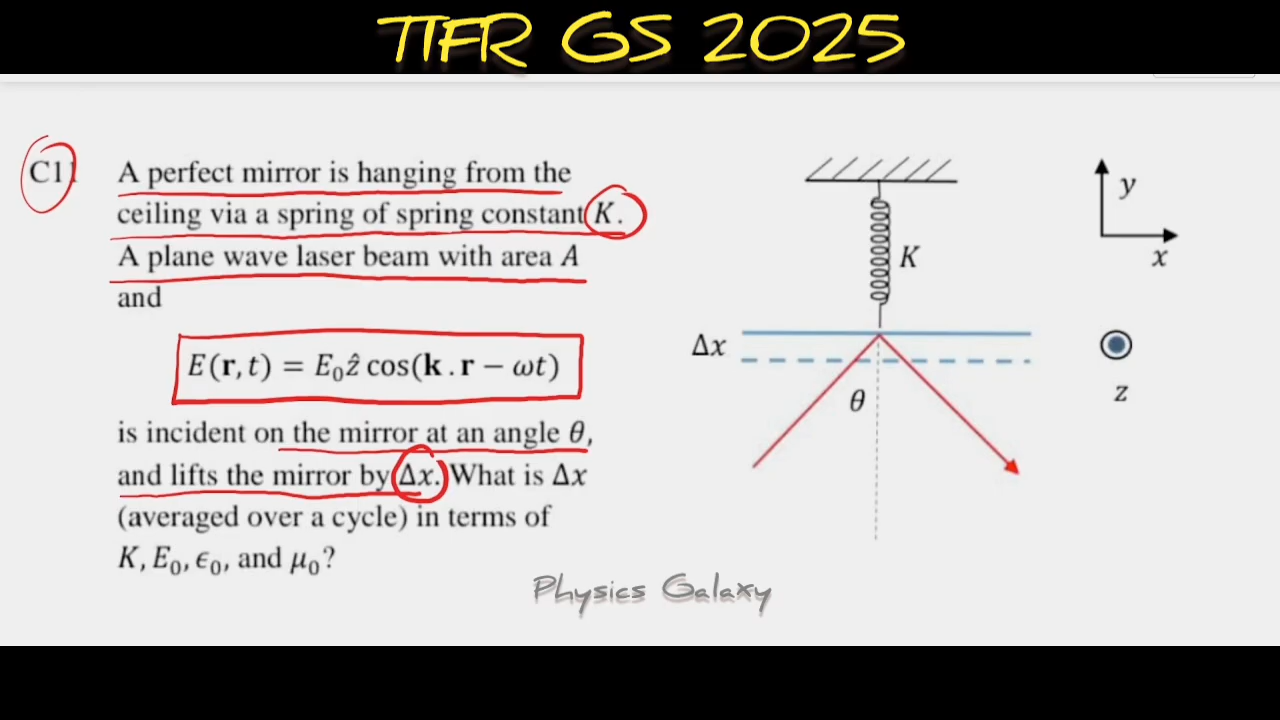 TIFR GS 2025
C11 A perfect mirror is hanging from the
ceiling via a spring of spring constant K.
A plane wave laser beam with area A
and
E(r, t) = E₀ẑ cos(k . r − ωt)
is incident on the mirror at an angle θ,
and lifts the mirror by Δx. What is Δx
(averaged over a cycle) in terms of
K, E₀, ϵ₀, and μ₀?
K
Δx
θ
y
x
z
Physics Galaxy